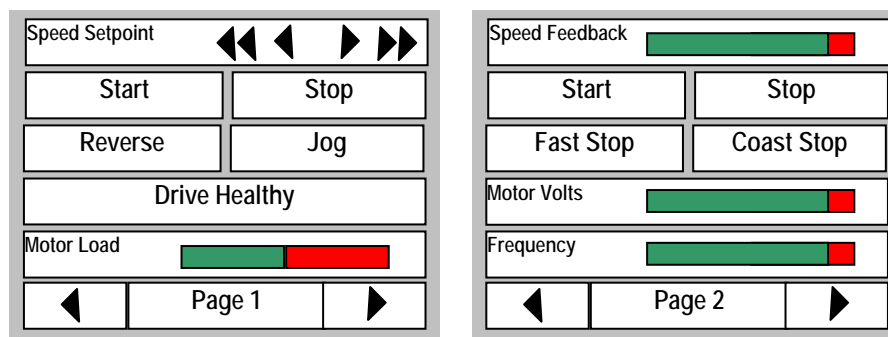 Speed Setpoint
Start Stop
Reverse Jog
Drive Healthy
Motor Load
Page 1
Speed Feedback
Start Stop
Fast Stop Coast Stop
Motor Volts
Frequency
Page 2